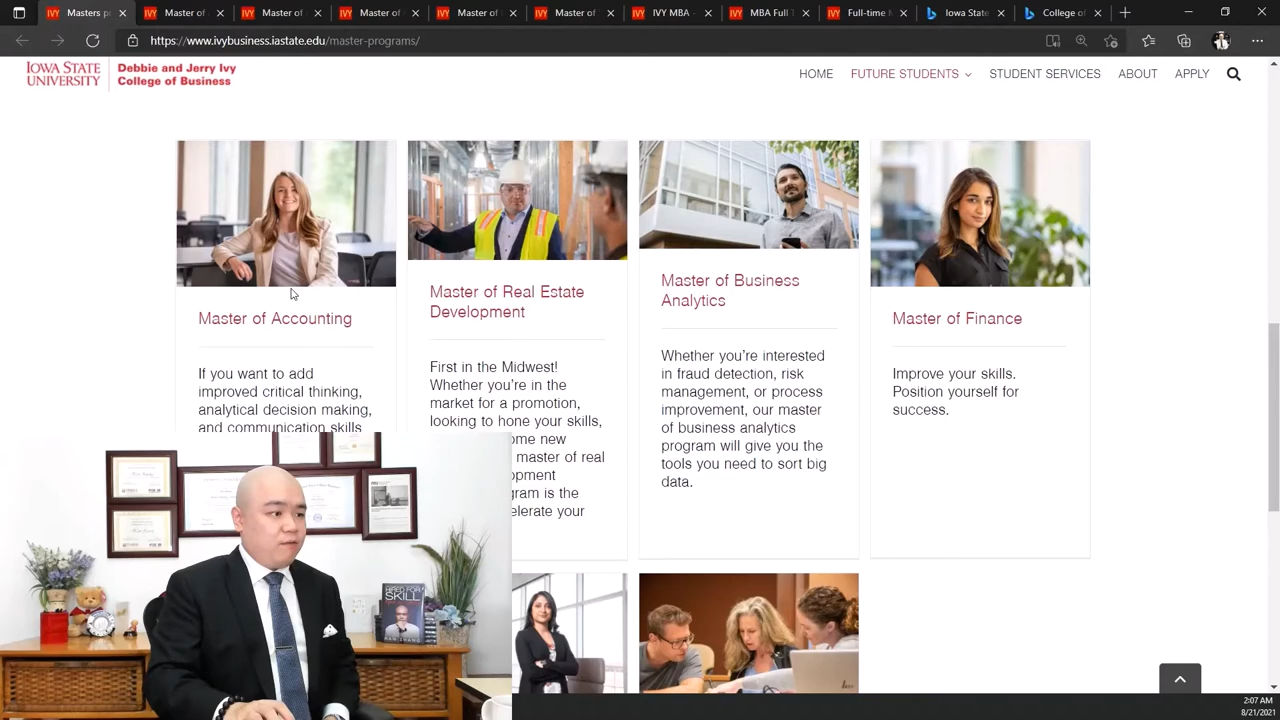 Master p
Master of
Master of
Master of
Master of
Master of
IVY MBA -
MBA Full T
Full-time
Iowa State
College of
https://www.ivybusiness.iastate.edu/master-programs/
IOWA STATE
UNIVERSITY
Debbie and Jerry Ivy
College of Business
HOME
FUTURE STUDENTS
STUDENT SERVICES
ABOUT
APPLY
Master of Accounting
If you want to add
improved critical thinking,
analytical decision making,
and communication skills
Master of Real Estate
Development
First in the Midwest!
Whether you're in the
market for a promotion,
looking to hone your skills,
ome new
master of real
opment
gram is the
elerate your
Master of Business
Analytics
Whether you're interested
in fraud detection, risk
management, or process
improvement, our master
of business analytics
program will give you the
tools you need to sort big
data.
Master of Finance
Improve your skills.
Position yourself for
success.
HIRED FOR
SKILL
2:07 AM
8/21/2021